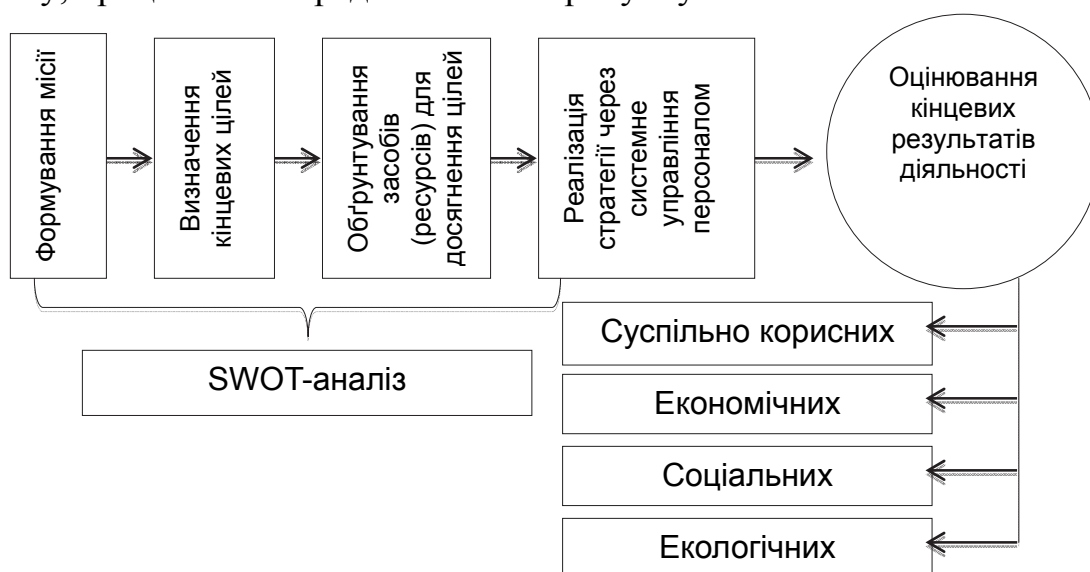 Формування місії
Визначення
кінцевих цілей
Обґрунтування
засобів
(ресурсів) для
досягнення цілей
Реалізація
стратегії через
системне
управління
персоналом
Оцінювання
кінцевих
результатів
діяльності
SWOT-аналіз
Суспільно корисних
Економічних
Соціальних
Екологічних